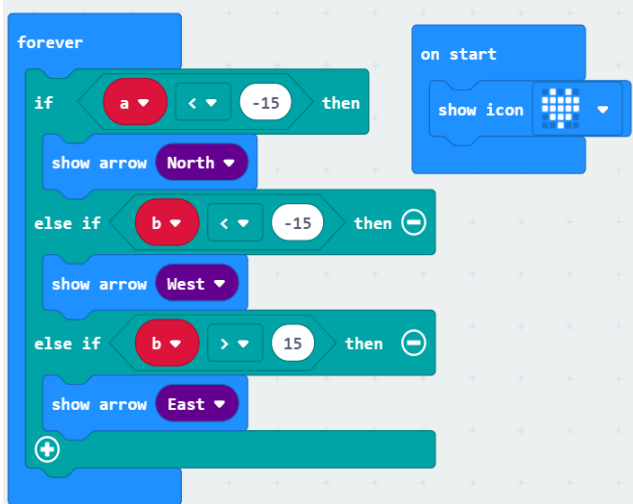 forever
if a < -15 then
show arrow North
else if b < -15 then
show arrow West
else if b > 15 then
show arrow East
on start
show icon